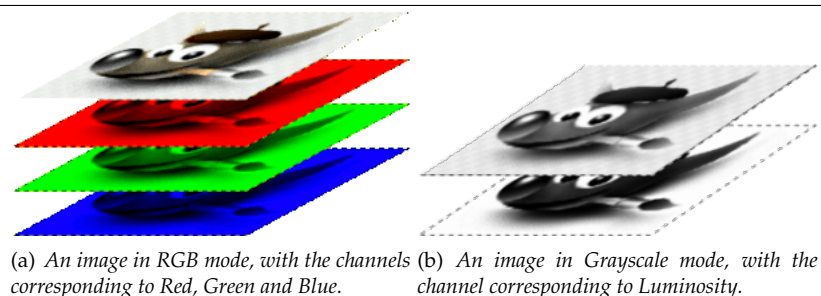 (a) An image in RGB mode, with the channels corresponding to Red, Green and Blue.
(b) An image in Grayscale mode, with the channel corresponding to Luminosity.